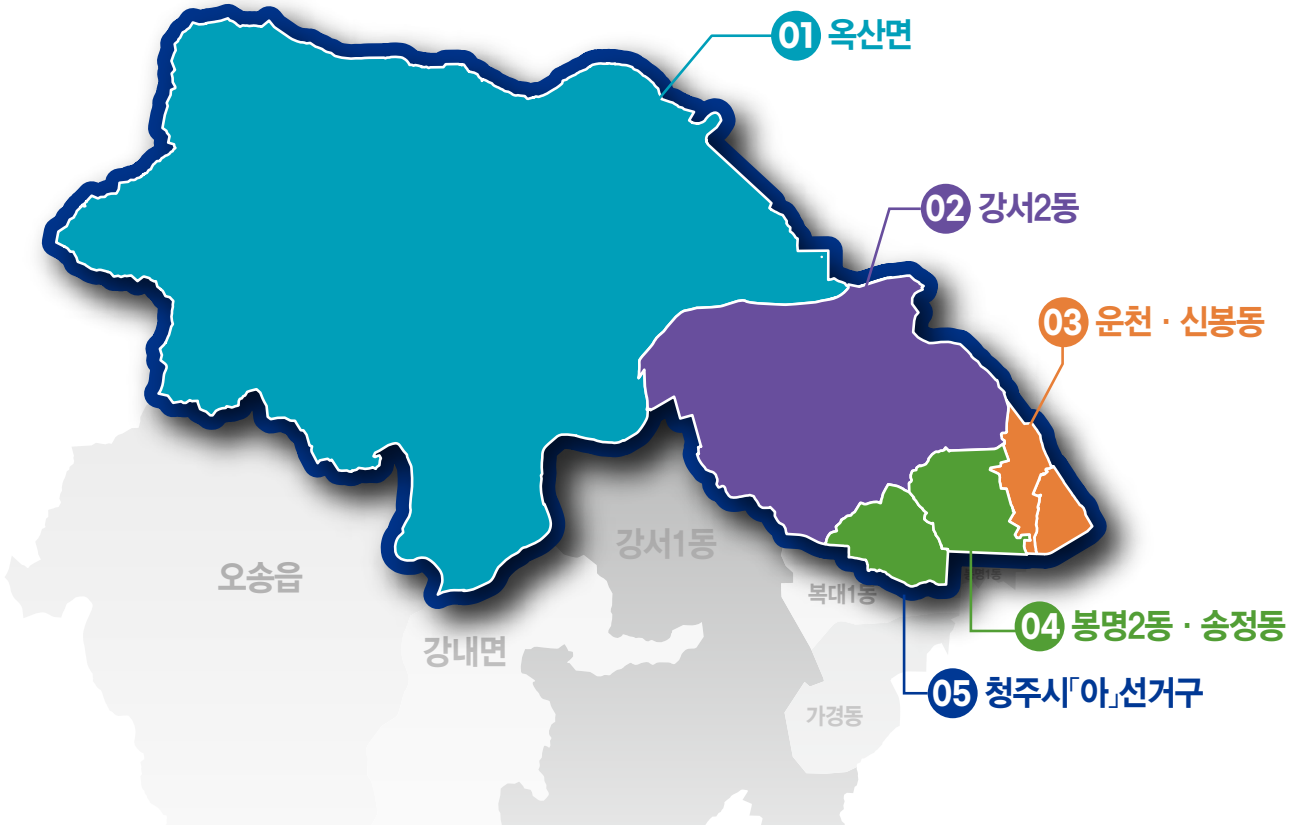 01 옥산면
02 강서2동
03 운천 · 신봉동
강서1동
오송읍
복대1동
04 봉명2동 · 송정동
강내면
05 청주시「아」선거구
가경동